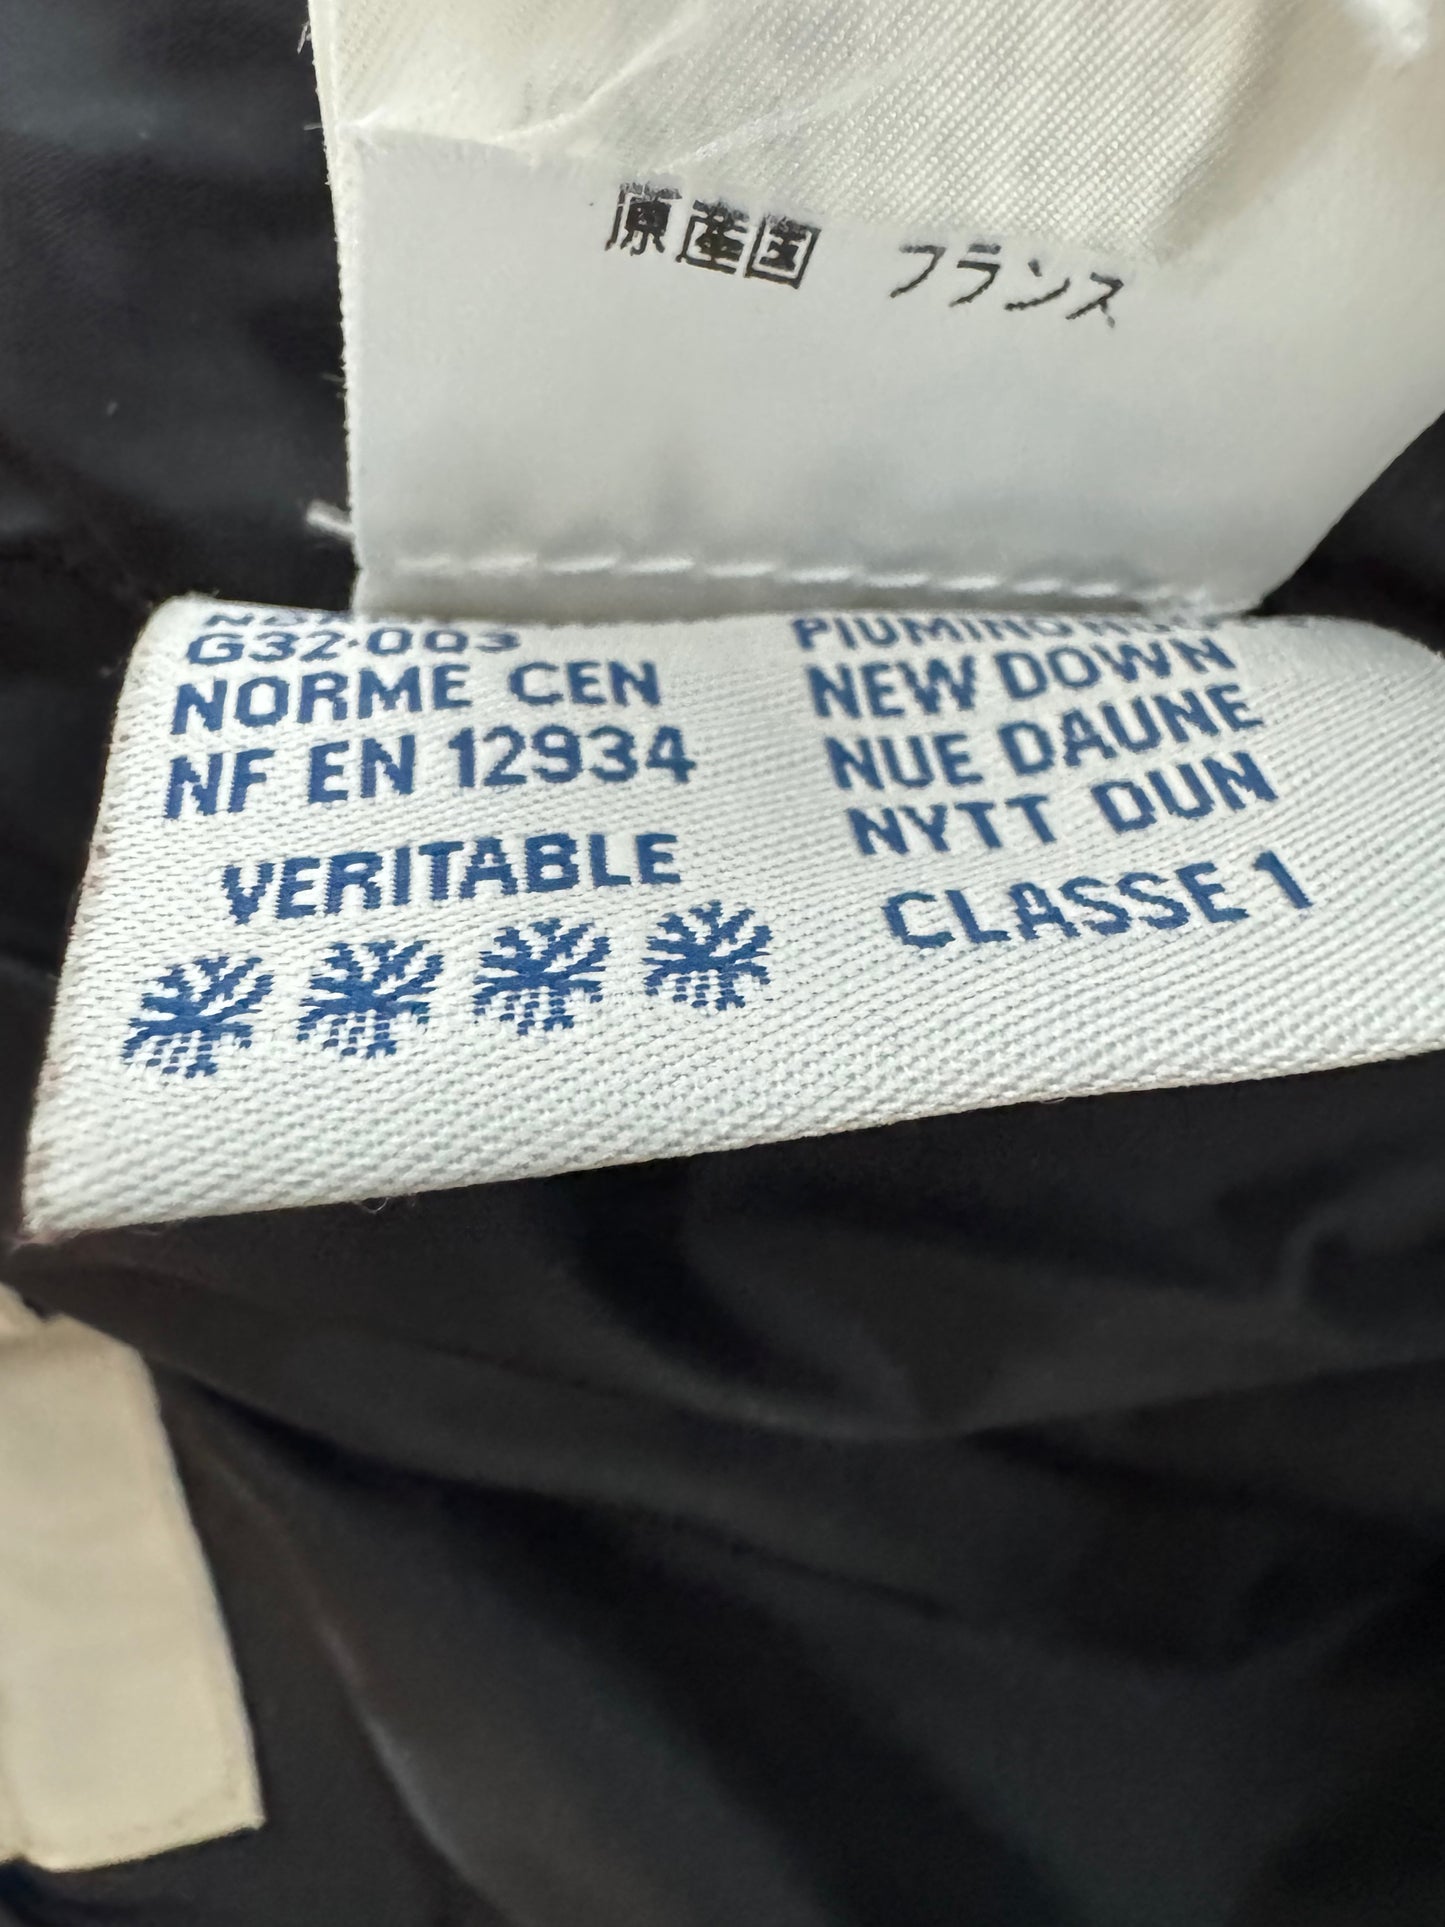 原産国 フランス
G32-003
NORME CEN
NF EN 12934
VERITABLE
PIUMINO
NEW DOWN
NUE DAUNE
NYTT DUN
CLASSE 1